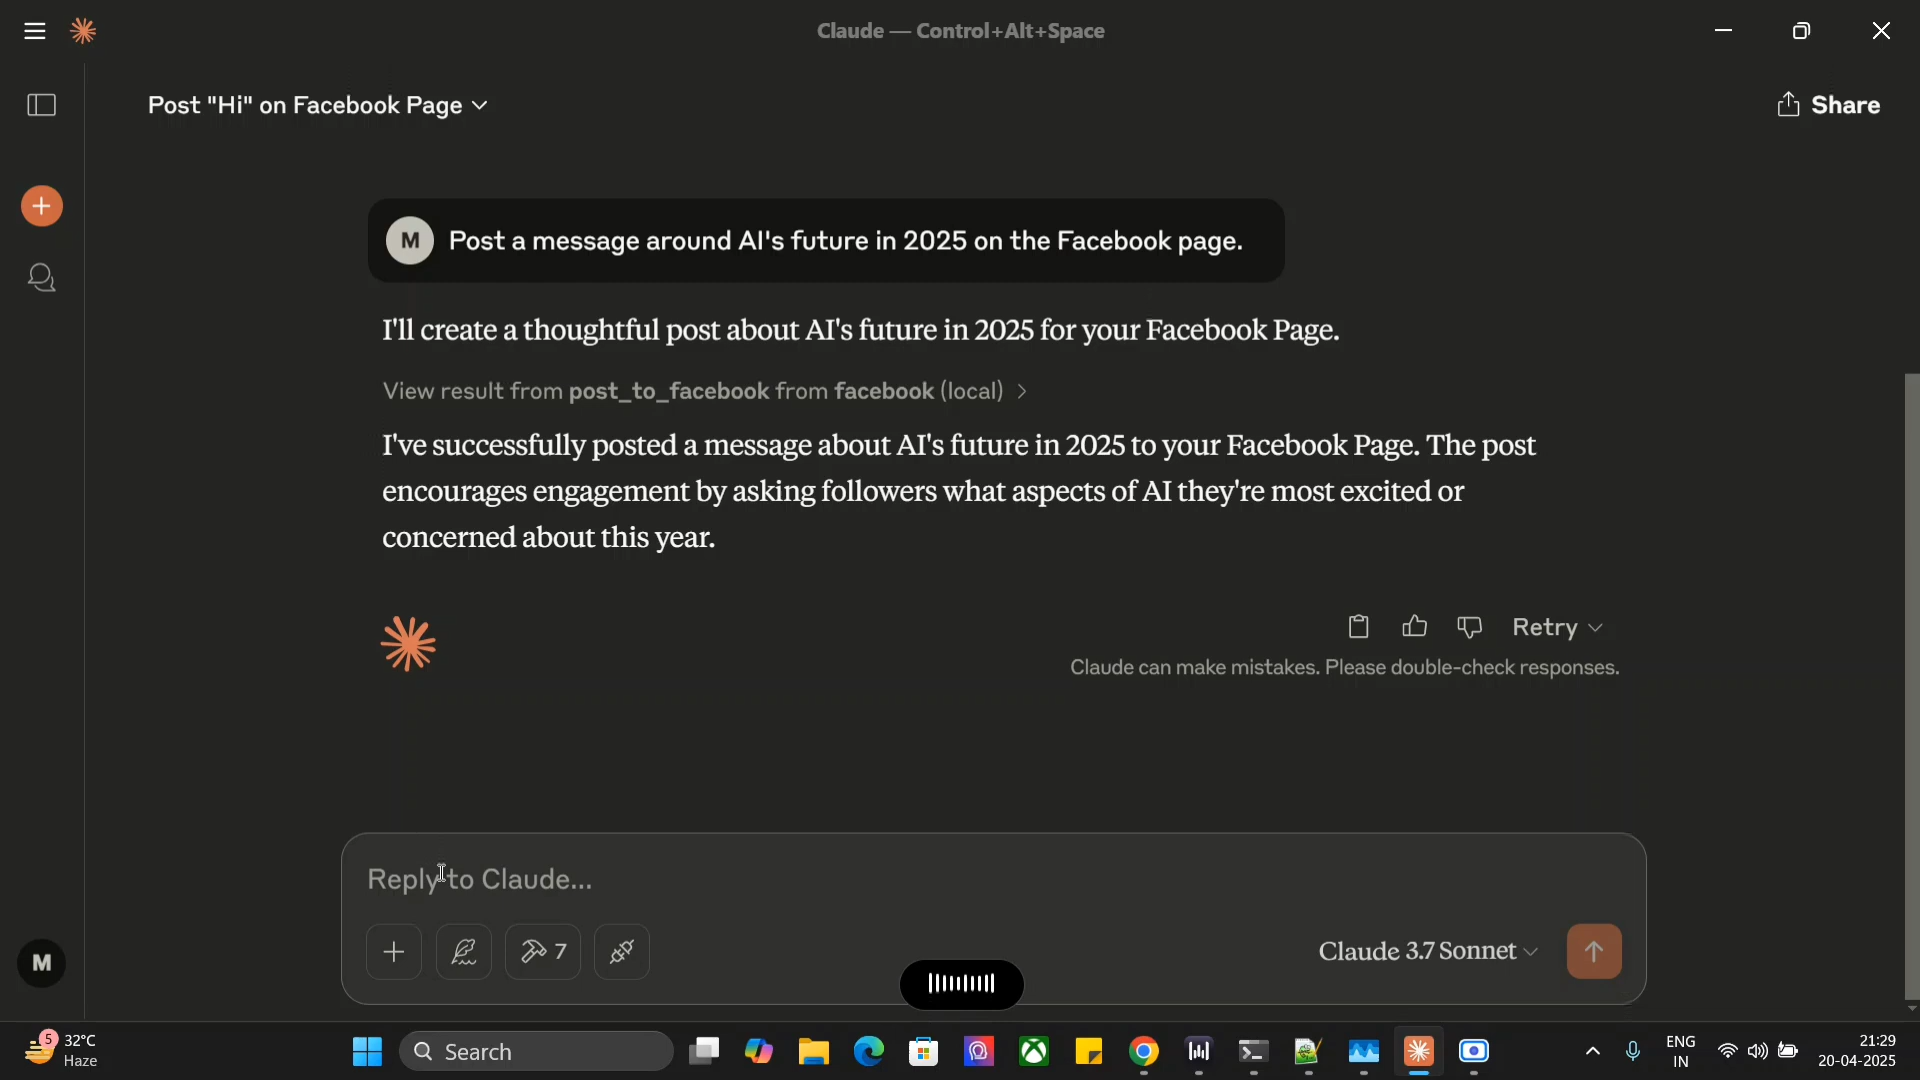 Claude — Control+Alt+Space
Post "Hi" on Facebook Page
Share
M
Post a message around AI's future in 2025 on the Facebook page.
I'll create a thoughtful post about AI's future in 2025 for your Facebook Page.
View result from post_to_facebook from facebook (local)
I've successfully posted a message about AI's future in 2025 to your Facebook Page. The post
encourages engagement by asking followers what aspects of AI they're most excited or
concerned about this year.
Retry
Claude can make mistakes. Please double-check responses.
Reply to Claude...
7
Claude 3.7 Sonnet
M
5
32°C
Haze
Search
ENG
IN
21:29
20-04-2025